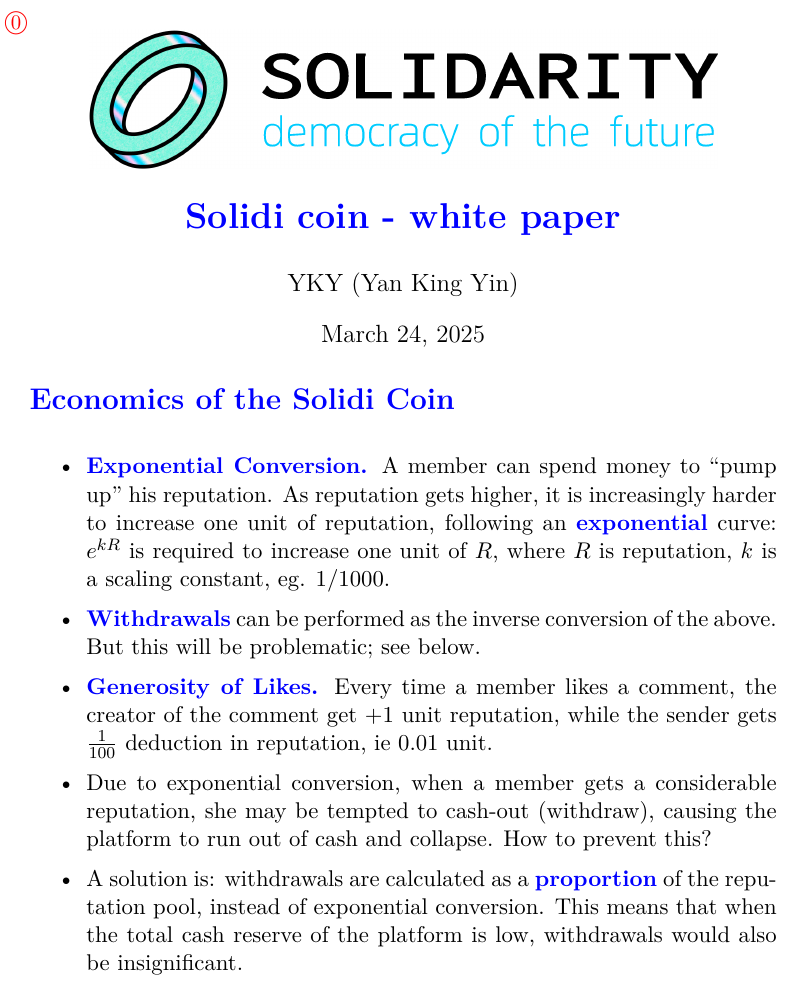 0
SOLIDARITY
democracy of the future
Solidi coin - white paper
YKY (Yan King Yin)
March 24, 2025
Economics of the Solidi Coin
• Exponential Conversion. A member can spend money to “pump
up” his reputation. As reputation gets higher, it is increasingly harder
to increase one unit of reputation, following an exponential curve:
e^{kR} is required to increase one unit of R, where R is reputation, k is
a scaling constant, eg. 1/1000.
• Withdrawals can be performed as the inverse conversion of the above.
But this will be problematic; see below.
• Generosity of Likes. Every time a member likes a comment, the
creator of the comment get +1 unit reputation, while the sender gets
1/100 deduction in reputation, ie 0.01 unit.
• Due to exponential conversion, when a member gets a considerable
reputation, she may be tempted to cash-out (withdraw), causing the
platform to run out of cash and collapse. How to prevent this?
• A solution is: withdrawals are calculated as a proportion of the repu-
tation pool, instead of exponential conversion. This means that when
the total cash reserve of the platform is low, withdrawals would also
be insignificant.